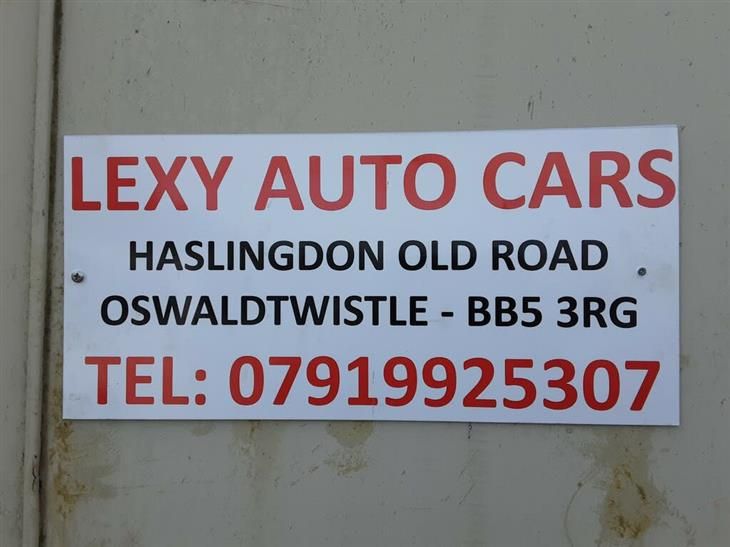 LEXY AUTO CARS
HASLINGDON OLD ROAD
OSWALDTWISTLE - BB5 3RG
TEL: 07919925307